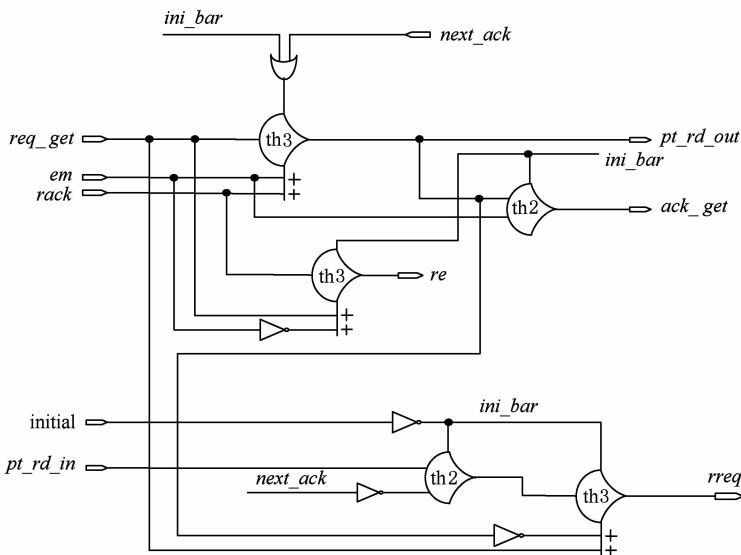 ini_bar
next_ack
req_get
th3
pt_rd_out
ini_bar
em
+
rack
+
th2
ack_get
th3
re
+
+
initial
ini_bar
pt_rd_in
next_ack
th2
th3
rreq
+
+